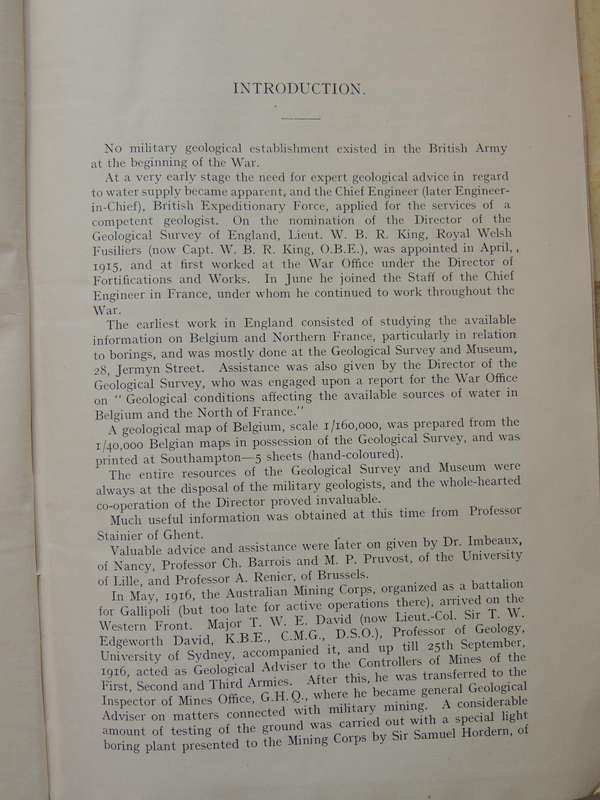 INTRODUCTION.
No military geological establishment existed in the British Army
at the beginning of the War.
At a very early stage the need for expert geological advice in regard
to water supply became apparent, and the Chief Engineer (later Engineer-
in-Chief), British Expeditionary Force, applied for the services of a
competent geologist. On the nomination of the Director of the
Geological Survey of England, Lieut. W. B. R. King, Royal Welsh
Fusiliers (now Capt. W. B. R. King, O.B.E.), was appointed in April,,
1915, and at first worked at the War Office under the Director of
Fortifications and Works. In June he joined the Staff of the Chief
Engineer in France, under whom he continued to work throughout the
War.
The earliest work in England consisted of studying the available
information on Belgium and Northern France, particularly in relation
to borings, and was mostly done at the Geological Survey and Museum,
28, Jermyn Street. Assistance was also given by the Director of the
Geological Survey, who was engaged upon a report for the War Office
on “ Geological conditions affecting the available sources of water in
Belgium and the North of France.”
A geological map of Belgium, scale 1/160,000, was prepared from the
1/40,000 Belgian maps in possession of the Geological Survey, and was
printed at Southampton—5 sheets (hand-coloured).
The entire resources of the Geological Survey and Museum were
always at the disposal of the military geologists, and the whole-hearted
co-operation of the Director proved invaluable.
Much useful information was obtained at this time from Professor
Stainier of Ghent.
Valuable advice and assistance were later on given by Dr. Imbeaux,
of Nancy, Professor Ch. Barrois and M. P. Pruvost, of the University
of Lille, and Professor A. Renier, of Brussels.
In May, 1916, the Australian Mining Corps, organized as a battalion
for Gallipoli (but too late for active operations there), arrived on the
Western Front. Major T. W. E. David (now Lieut.-Col. Sir T. W.
Edgeworth David, K.B.E., C.M.G., D.S.O.), Professor of Geology,
University of Sydney, accompanied it, and up till 25th September,
1916, acted as Geological Adviser to the Controllers of Mines of the
First, Second and Third Armies. After this, he was transferred to the
Inspector of Mines Office, G.H.Q., where he became general Geological
Adviser on matters connected with military mining. A considerable
amount of testing of the ground was carried out with a special light
boring plant presented to the Mining Corps by Sir Samuel Hordern, of